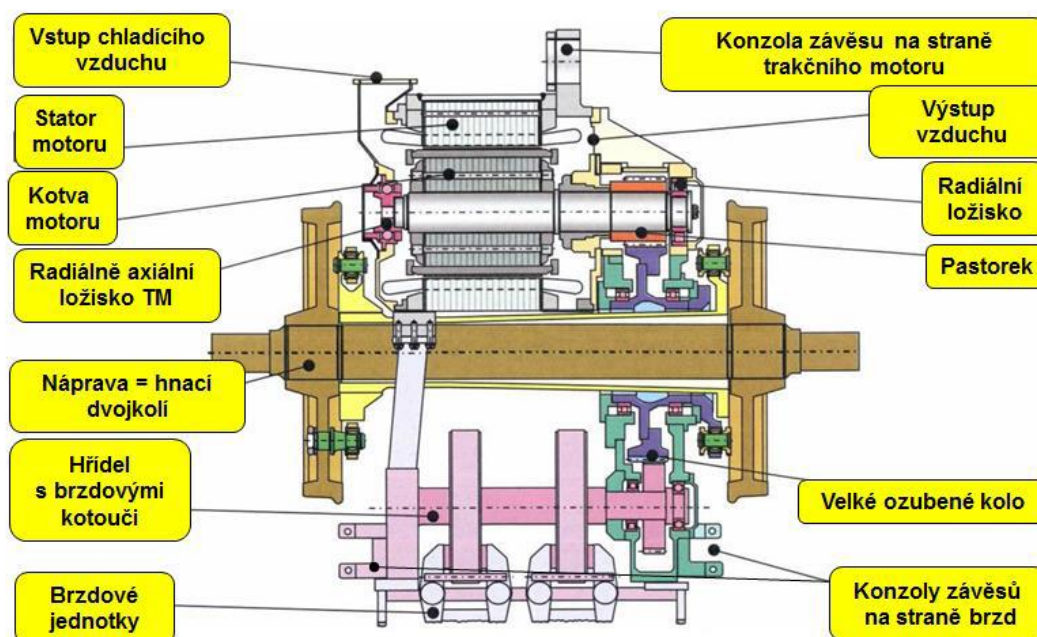 Vstup chladicího
vzduchu
Stator
motoru
Kotva
motoru
Radiálně axiální
ložisko TM
Náprava = hnací
dvojkolí
Hřídel
s brzdovými
kotouči
Brzdové
jednotky
Konzola závěsu na straně
trakčního motoru
Výstup
vzduchu
Radiální
ložisko
Pastorek
Velké ozubené kolo
Konzoly závěsů
na straně brzd